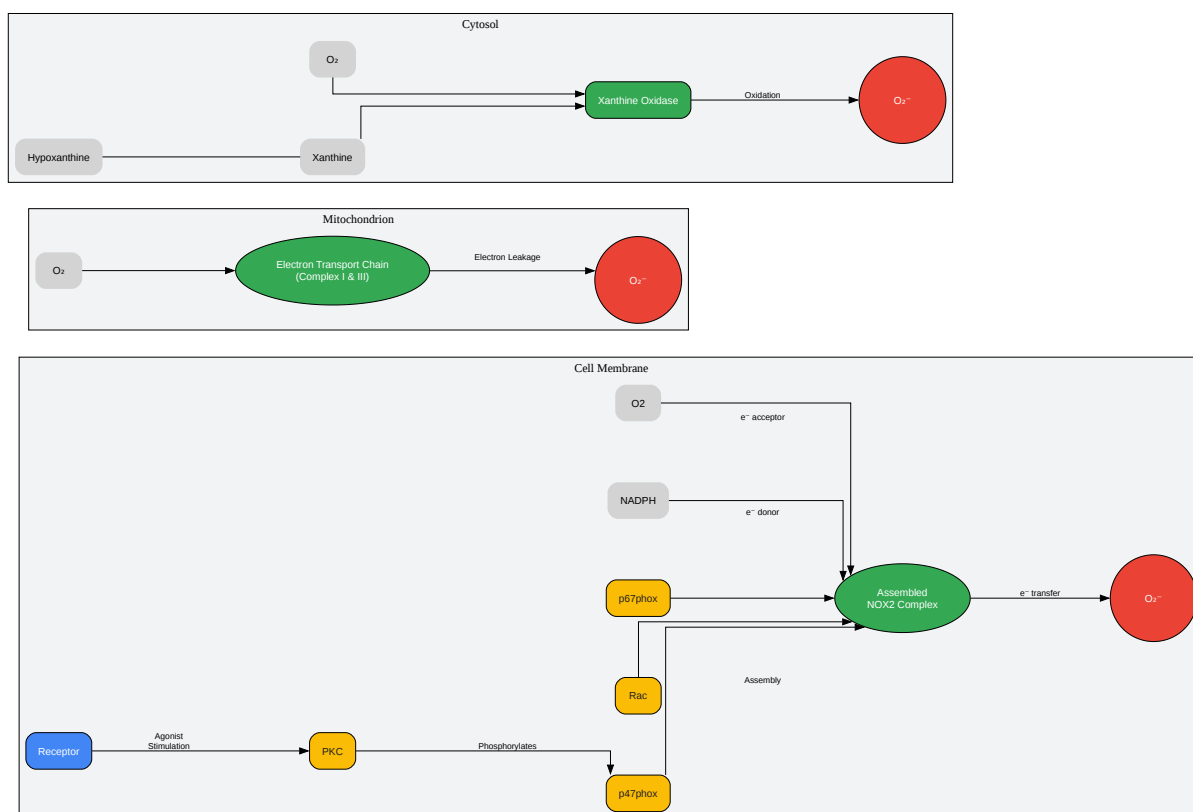 Cytosol
O₂
Xanthine Oxidase
Oxidation
O₂⁻
Hypoxanthine
Xanthine
Mitochondrion
O₂
Electron Transport Chain
(Complex I & III)
Electron Leakage
O₂⁻
Cell Membrane
O2
e⁻ acceptor
NADPH
e⁻ donor
p67phox
Assembled
NOX2 Complex
e⁻ transfer
O₂⁻
Rac
Assembly
Receptor
Agonist
Stimulation
PKC
Phosphorylates
p47phox